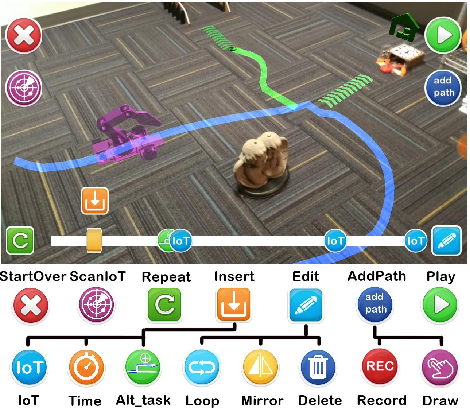 add
path
IoT
IoT
IoT
StartOver ScanIoT Repeat Insert Edit AddPath Play
add
path
IoT
REC
IoT Time Alt_task Loop Mirror Delete Record Draw